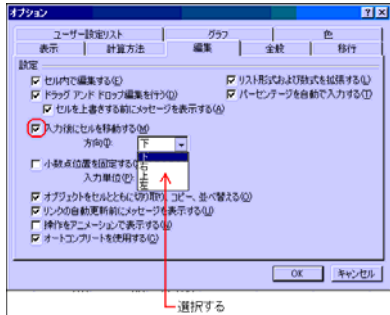 オプション
ユーザー設定リスト グラフ 色
表示 計算方法 編集 全般 移行
設定
セル内で編集する(E)
ドラッグ アンド ドロップ編集を行う(D)
セルを上書きする前にメッセージを表示する(A)
入力後にセルを移動する(M)
方向(I): 下
下
右
上
左
小数点位置を固定する
入力単位(P):
オブジェクトをセルとともに切り取り、コピー、並べ替える(O)
リンクの自動更新前にメッセージを表示する(U)
操作をアニメーションで表示する(S)
オートコンプリートを使用する(C)
リスト形式および数式を拡張する(L)
パーセンテージを自動で入力する(T)
OK キャンセル
選択する